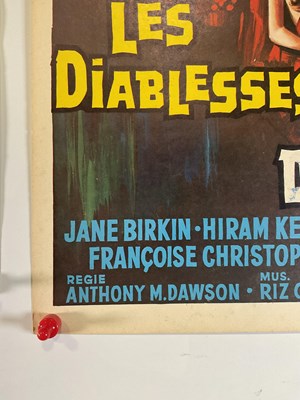 LES
DIABLESSES
D
JANE BIRKIN · HIRAM KE
FRANÇOISE CHRISTOP
REGIE MUS.
ANTHONY M. DAWSON · RIZ O